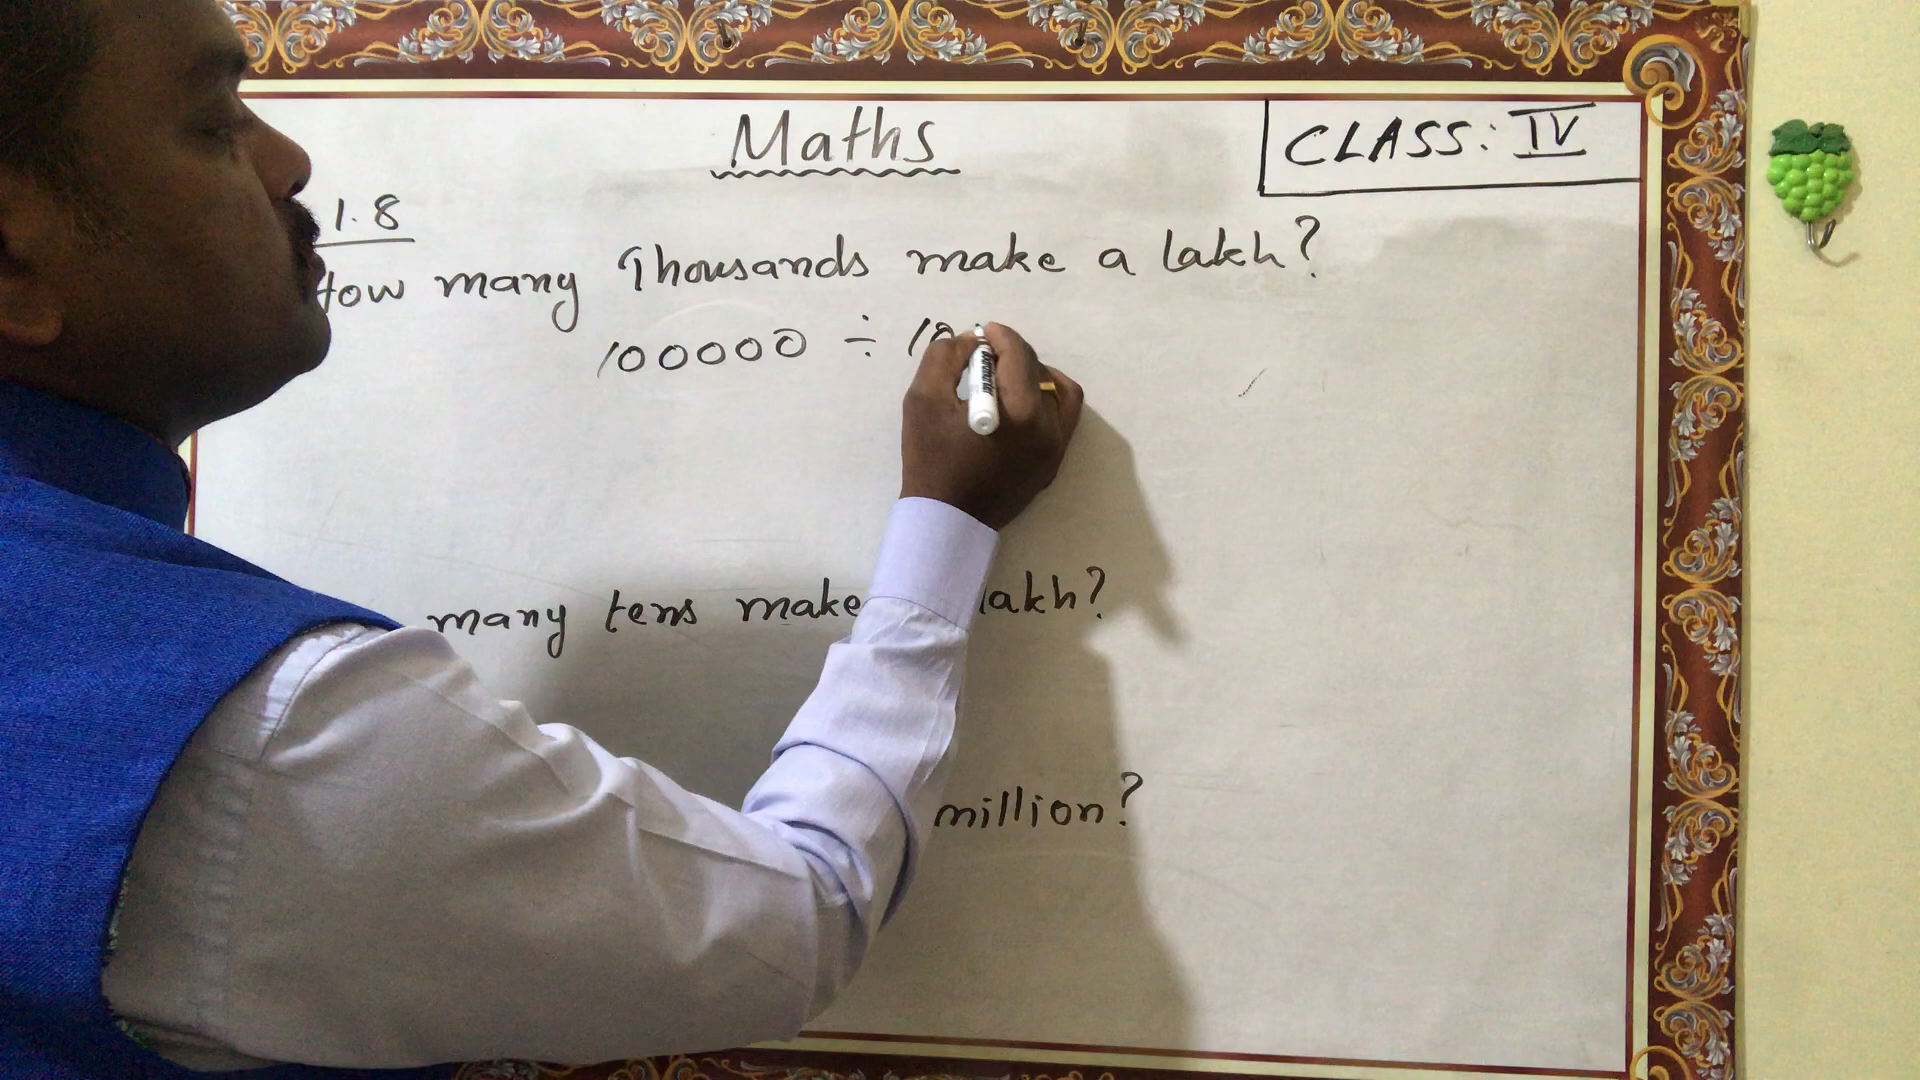 Maths
CLASS: IV
1.8
How many Thousands make a lakh?
100000 ÷ 10
many tens make lakh?
million?